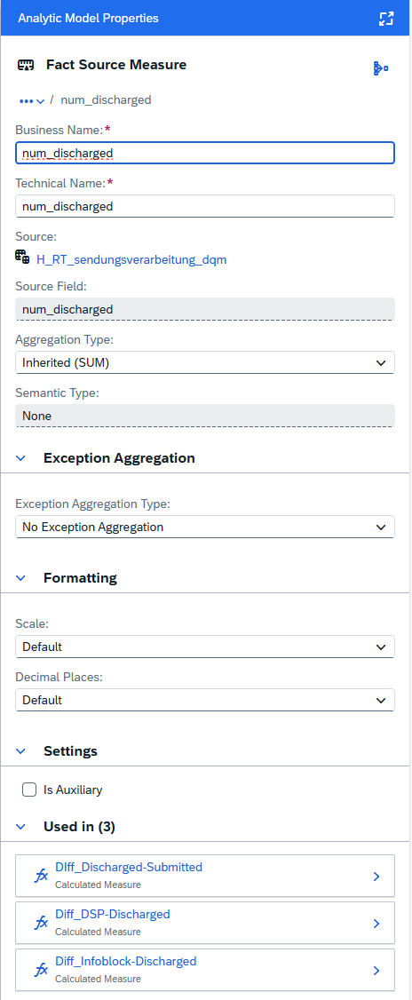 Analytic Model Properties
Fact Source Measure
••• / num_discharged
Business Name:*
num_discharged
Technical Name:*
num_discharged
Source:
H_RT_sendungsverarbeitung_dqm
Source Field:
num_discharged
Aggregation Type:
Inherited (SUM)
Semantic Type:
None
Exception Aggregation
Exception Aggregation Type:
No Exception Aggregation
Formatting
Scale:
Default
Decimal Places:
Default
Settings
Is Auxiliary
Used in (3)
fx DIff_Discharged-Submitted
Calculated Measure
fx Diff_DSP-Discharged
Calculated Measure
fx Diff_Infoblock-Discharged
Calculated Measure